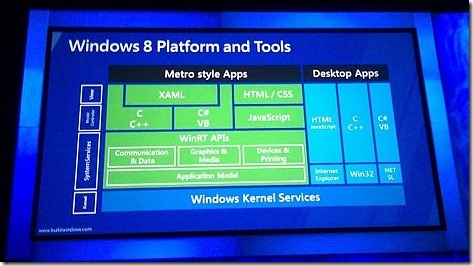 Windows 8 Platform and Tools
Metro style Apps
Desktop Apps
View
XAML
HTML / CSS
Model Controller
C
C++
C#
VB
JavaScript
HTML
JavaScript
C
C++
C#
VB
System Services
WinRT APIs
Communication
& Data
Graphics &
Media
Devices &
Printing
Application Model
Internet
Explorer
Win32
.NET
SL
Kernel
Windows Kernel Services
www.buildwindows.com